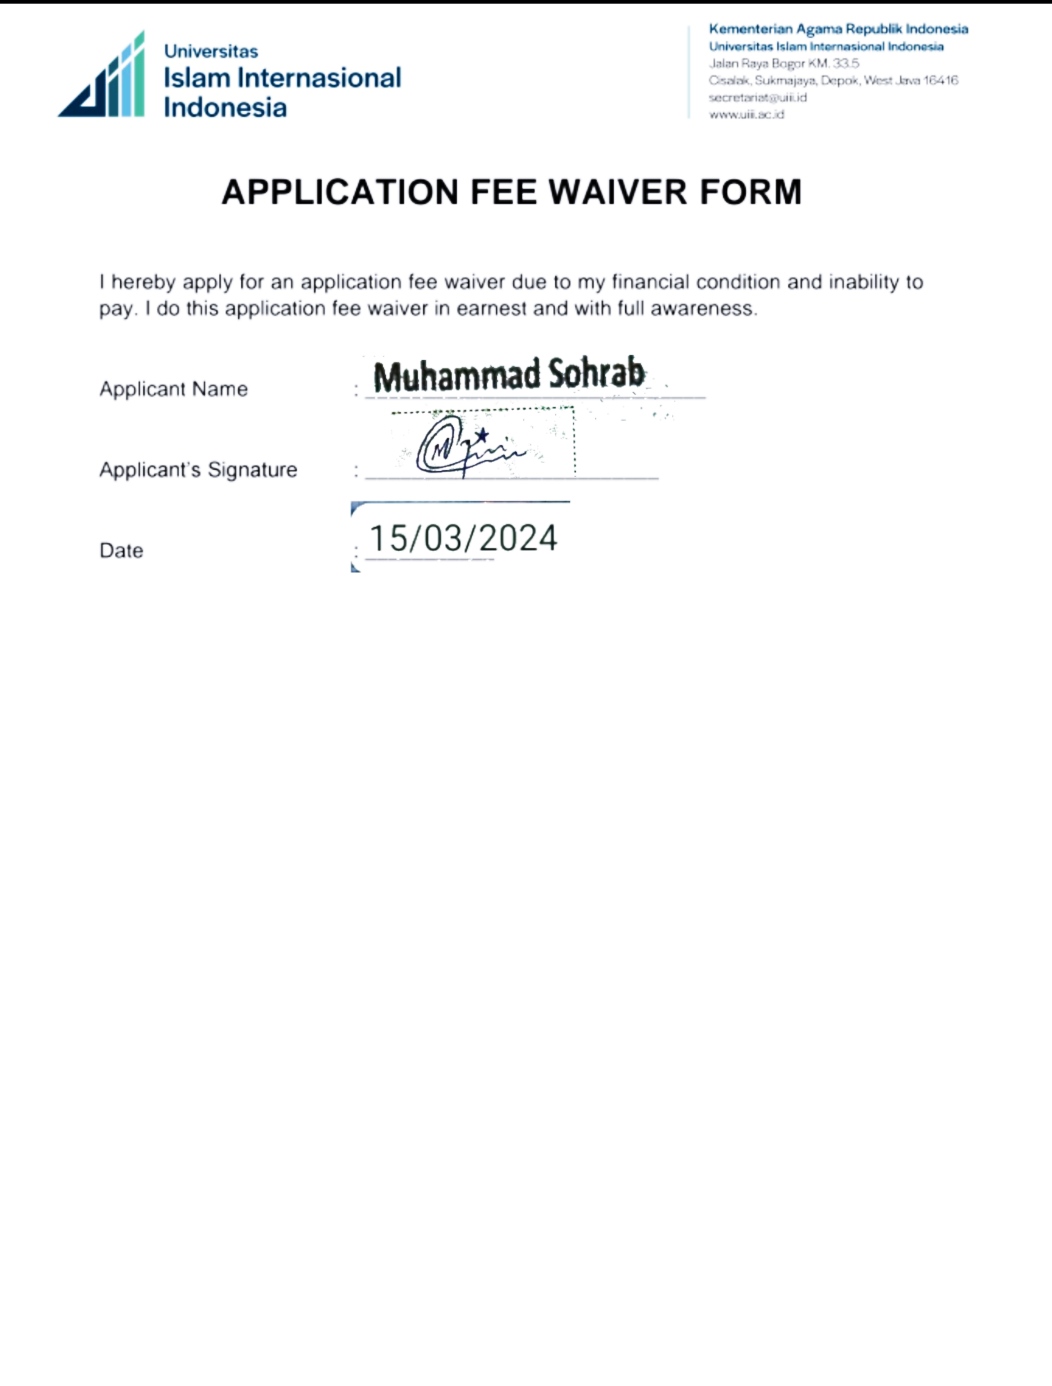 Universitas
Islam Internasional
Indonesia
Kementerian Agama Republik Indonesia
Universitas Islam Internasional Indonesia
Jalan Raya Bogor KM. 33.5
Cisalak, Sukmajaya, Depok, West Java 16416
secretariat@uiii.id
www.uiii.ac.id
APPLICATION FEE WAIVER FORM
I hereby apply for an application fee waiver due to my financial condition and inability to
pay. I do this application fee waiver in earnest and with full awareness.
Applicant Name : Muhammad Sohrab
Applicant's Signature :
Date : 15/03/2024